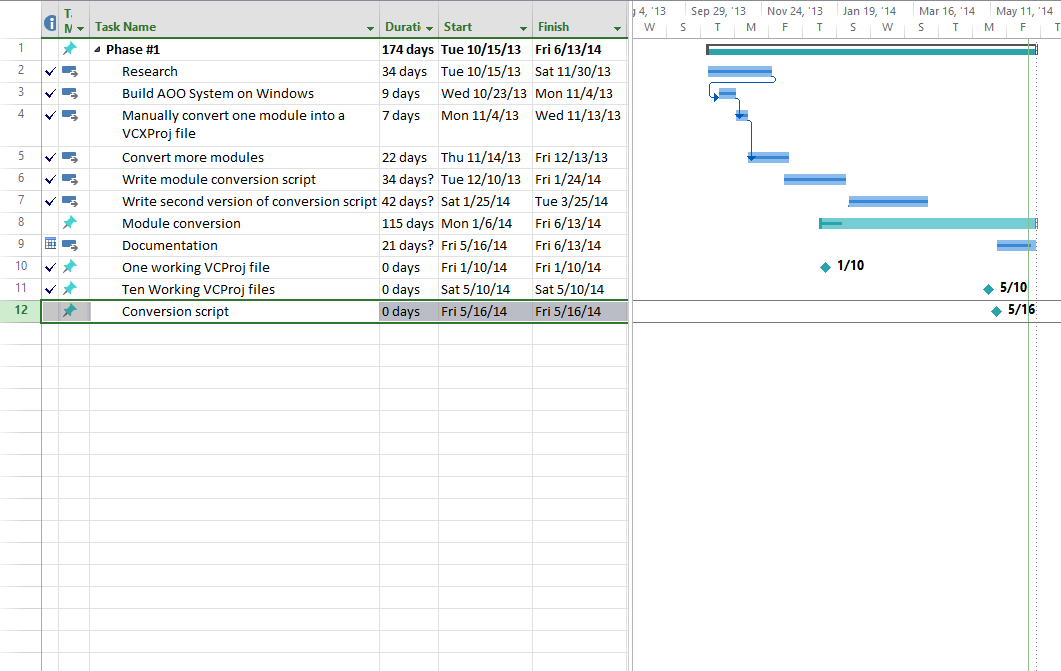 T. M Task Name Durati Start Finish
g 4, '13 Sep 29, '13 Nov 24, '13 Jan 19, '14 Mar 16, '14 May 11, '14
W S T M F T S W S T M F T
1 Phase #1 174 days Tue 10/15/13 Fri 6/13/14
2 Research 34 days Tue 10/15/13 Sat 11/30/13
3 Build AOO System on Windows 9 days Wed 10/23/13 Mon 11/4/13
4 Manually convert one module into a 7 days Mon 11/4/13 Wed 11/13/13
VCXProj file
5 Convert more modules 22 days Thu 11/14/13 Fri 12/13/13
6 Write module conversion script 34 days? Tue 12/10/13 Fri 1/24/14
7 Write second version of conversion script 42 days? Sat 1/25/14 Tue 3/25/14
8 Module conversion 115 days Mon 1/6/14 Fri 6/13/14
9 Documentation 21 days? Fri 5/16/14 Fri 6/13/14
10 One working VCProj file 0 days Fri 1/10/14 Fri 1/10/14 1/10
11 Ten Working VCProj files 0 days Sat 5/10/14 Sat 5/10/14 5/10
12 Conversion script 0 days Fri 5/16/14 Fri 5/16/14 5/16